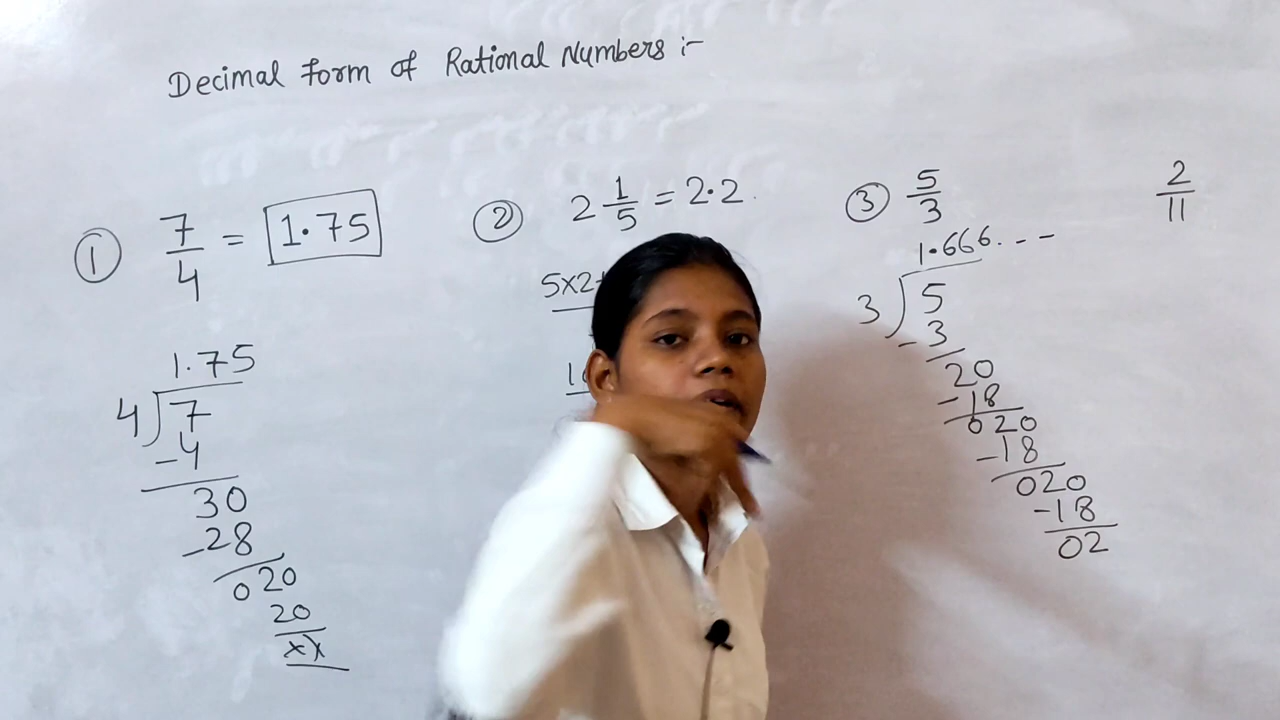 Decimal Form of Rational Numbers :-
① 7/4 = 1.75
1.75
4 ) 7
-4
30
-28
020
20
xx
② 2 1/5 = 2.2
5x2
③ 5/3
1.666...
3 ) 5
-3
20
-18
020
-18
020
-18
02
2/11